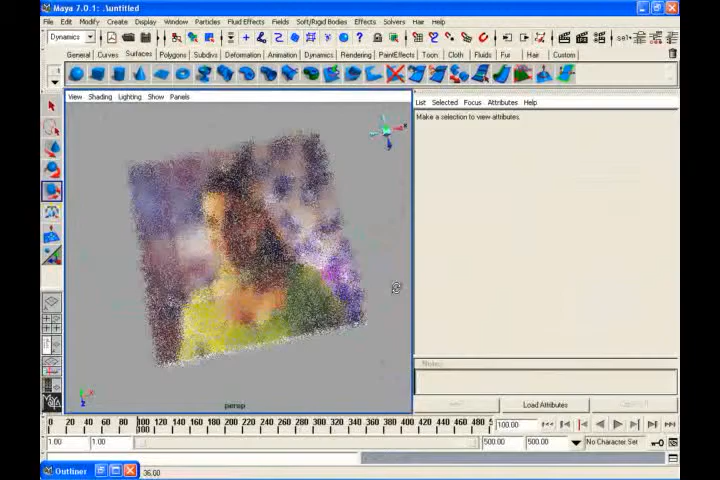 Maya 7.0.1: .\untitled
File Edit Modify Create Display Window Particles Fluid Effects Fields Soft/Rigid Bodies Effects Solvers Hair Help
Dynamics
General Curves Surfaces Polygons Subdivs Deformation Animation Dynamics Rendering PaintEffects Toon Cloth Fluids Fur Hair Custom
View Shading Lighting Show Panels
List Selected Focus Attributes Help
Make a selection to view attributes.
persp
Notes:
Load Attributes
0 20 40 60 80 100 120 140 160 180 200 220 240 260 280 300 320 340 360 380 400 420 440 460 480
100
100.00
1.00 1.00 500.00 500.00 No Character Set
Outliner
36.00